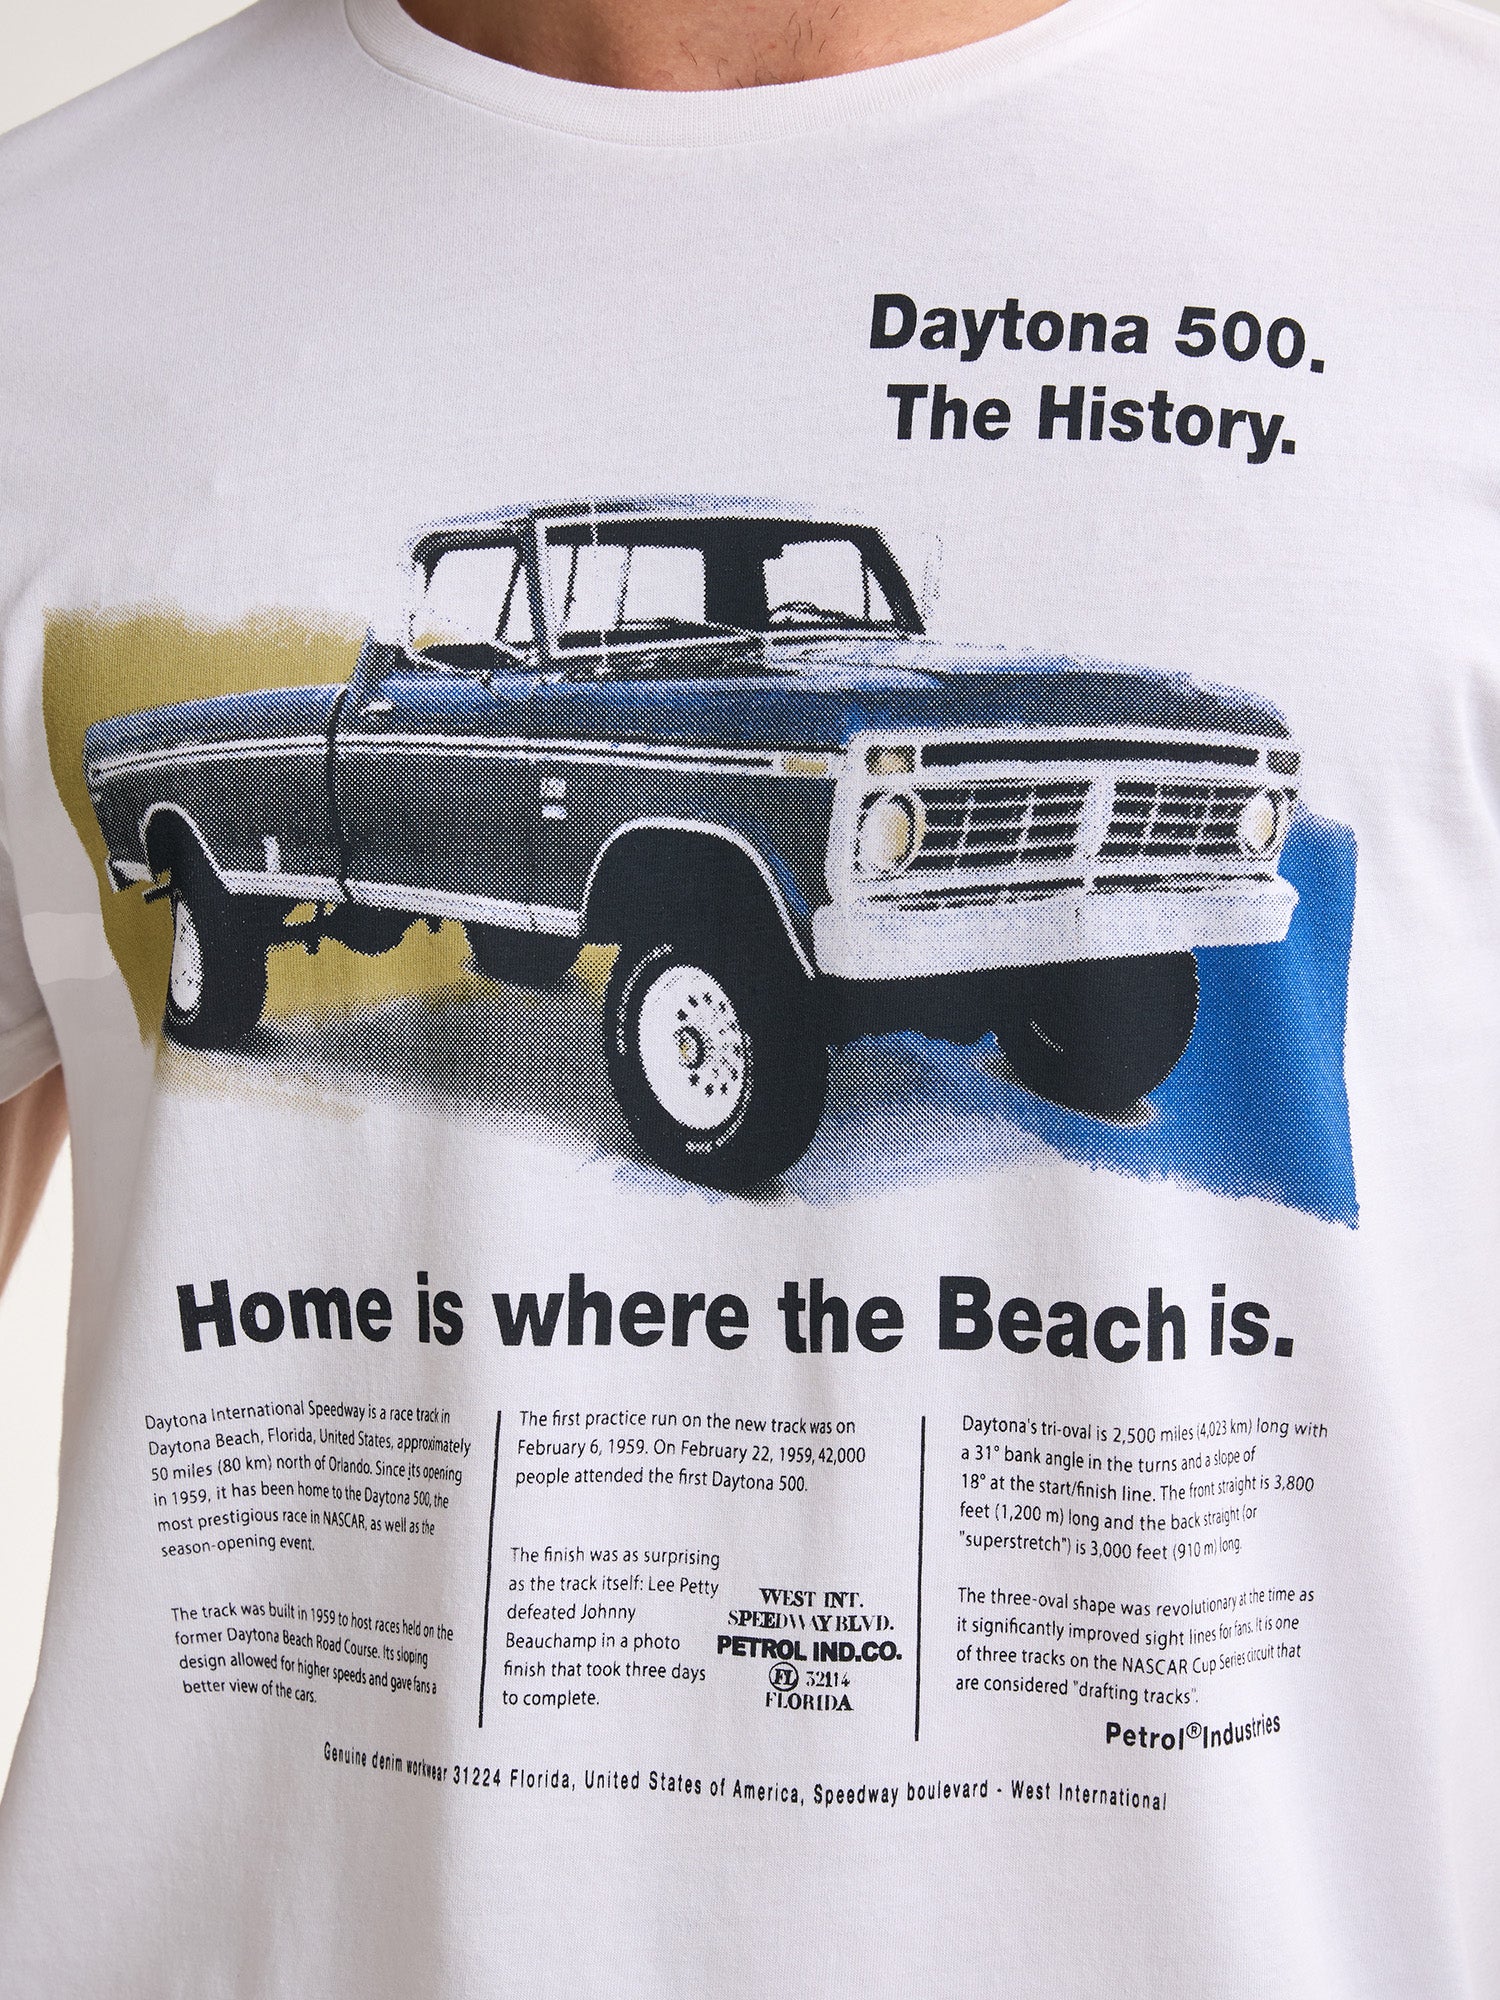 Daytona 500.
The History.
Home is where the Beach is.
Daytona International Speedway is a race track in
Daytona Beach, Florida, United States, approximately
50 miles (80 km) north of Orlando. Since its opening
in 1959, it has been home to the Daytona 500, the
most prestigious race in NASCAR, as well as the
season-opening event.
The track was built in 1959 to host races held on the
former Daytona Beach Road Course. Its sloping
design allowed for higher speeds and gave fans a
better view of the cars.
The first practice run on the new track was on
February 6, 1959. On February 22, 1959, 42,000
people attended the first Daytona 500.
The finish was as surprising
as the track itself: Lee Petty
defeated Johnny
Beauchamp in a photo
finish that took three days
to complete.
WEST INT.
SPEEDWAY BLVD.
PETROL IND.CO.
FL 32114
FLORIDA
Daytona's tri-oval is 2,500 miles (4,023 km) long with
a 31° bank angle in the turns and a slope of
18° at the start/finish line. The front straight is 3,800
feet (1,200 m) long and the back straight (or
"superstretch") is 3,000 feet (910 m) long.
The three-oval shape was revolutionary at the time as
it significantly improved sight lines for fans. It is one
of three tracks on the NASCAR Cup Series circuit that
are considered "drafting tracks".
Petrol®Industries
Genuine denim workwear 31224 Florida, United States of America, Speedway boulevard - West International